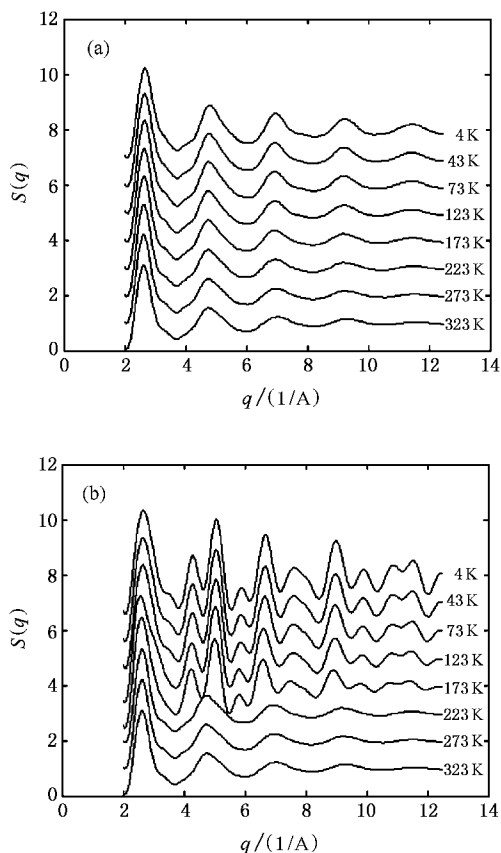 (a)
12
10
8
6
4
2
0
S(q)
4 K
43 K
73 K
123 K
173 K
223 K
273 K
323 K
0 2 4 6 8 10 12 14
q/(1/A)
(b)
12
10
8
6
4
2
0
S(q)
4 K
43 K
73 K
123 K
173 K
223 K
273 K
323 K
0 2 4 6 8 10 12 14
q/(1/A)